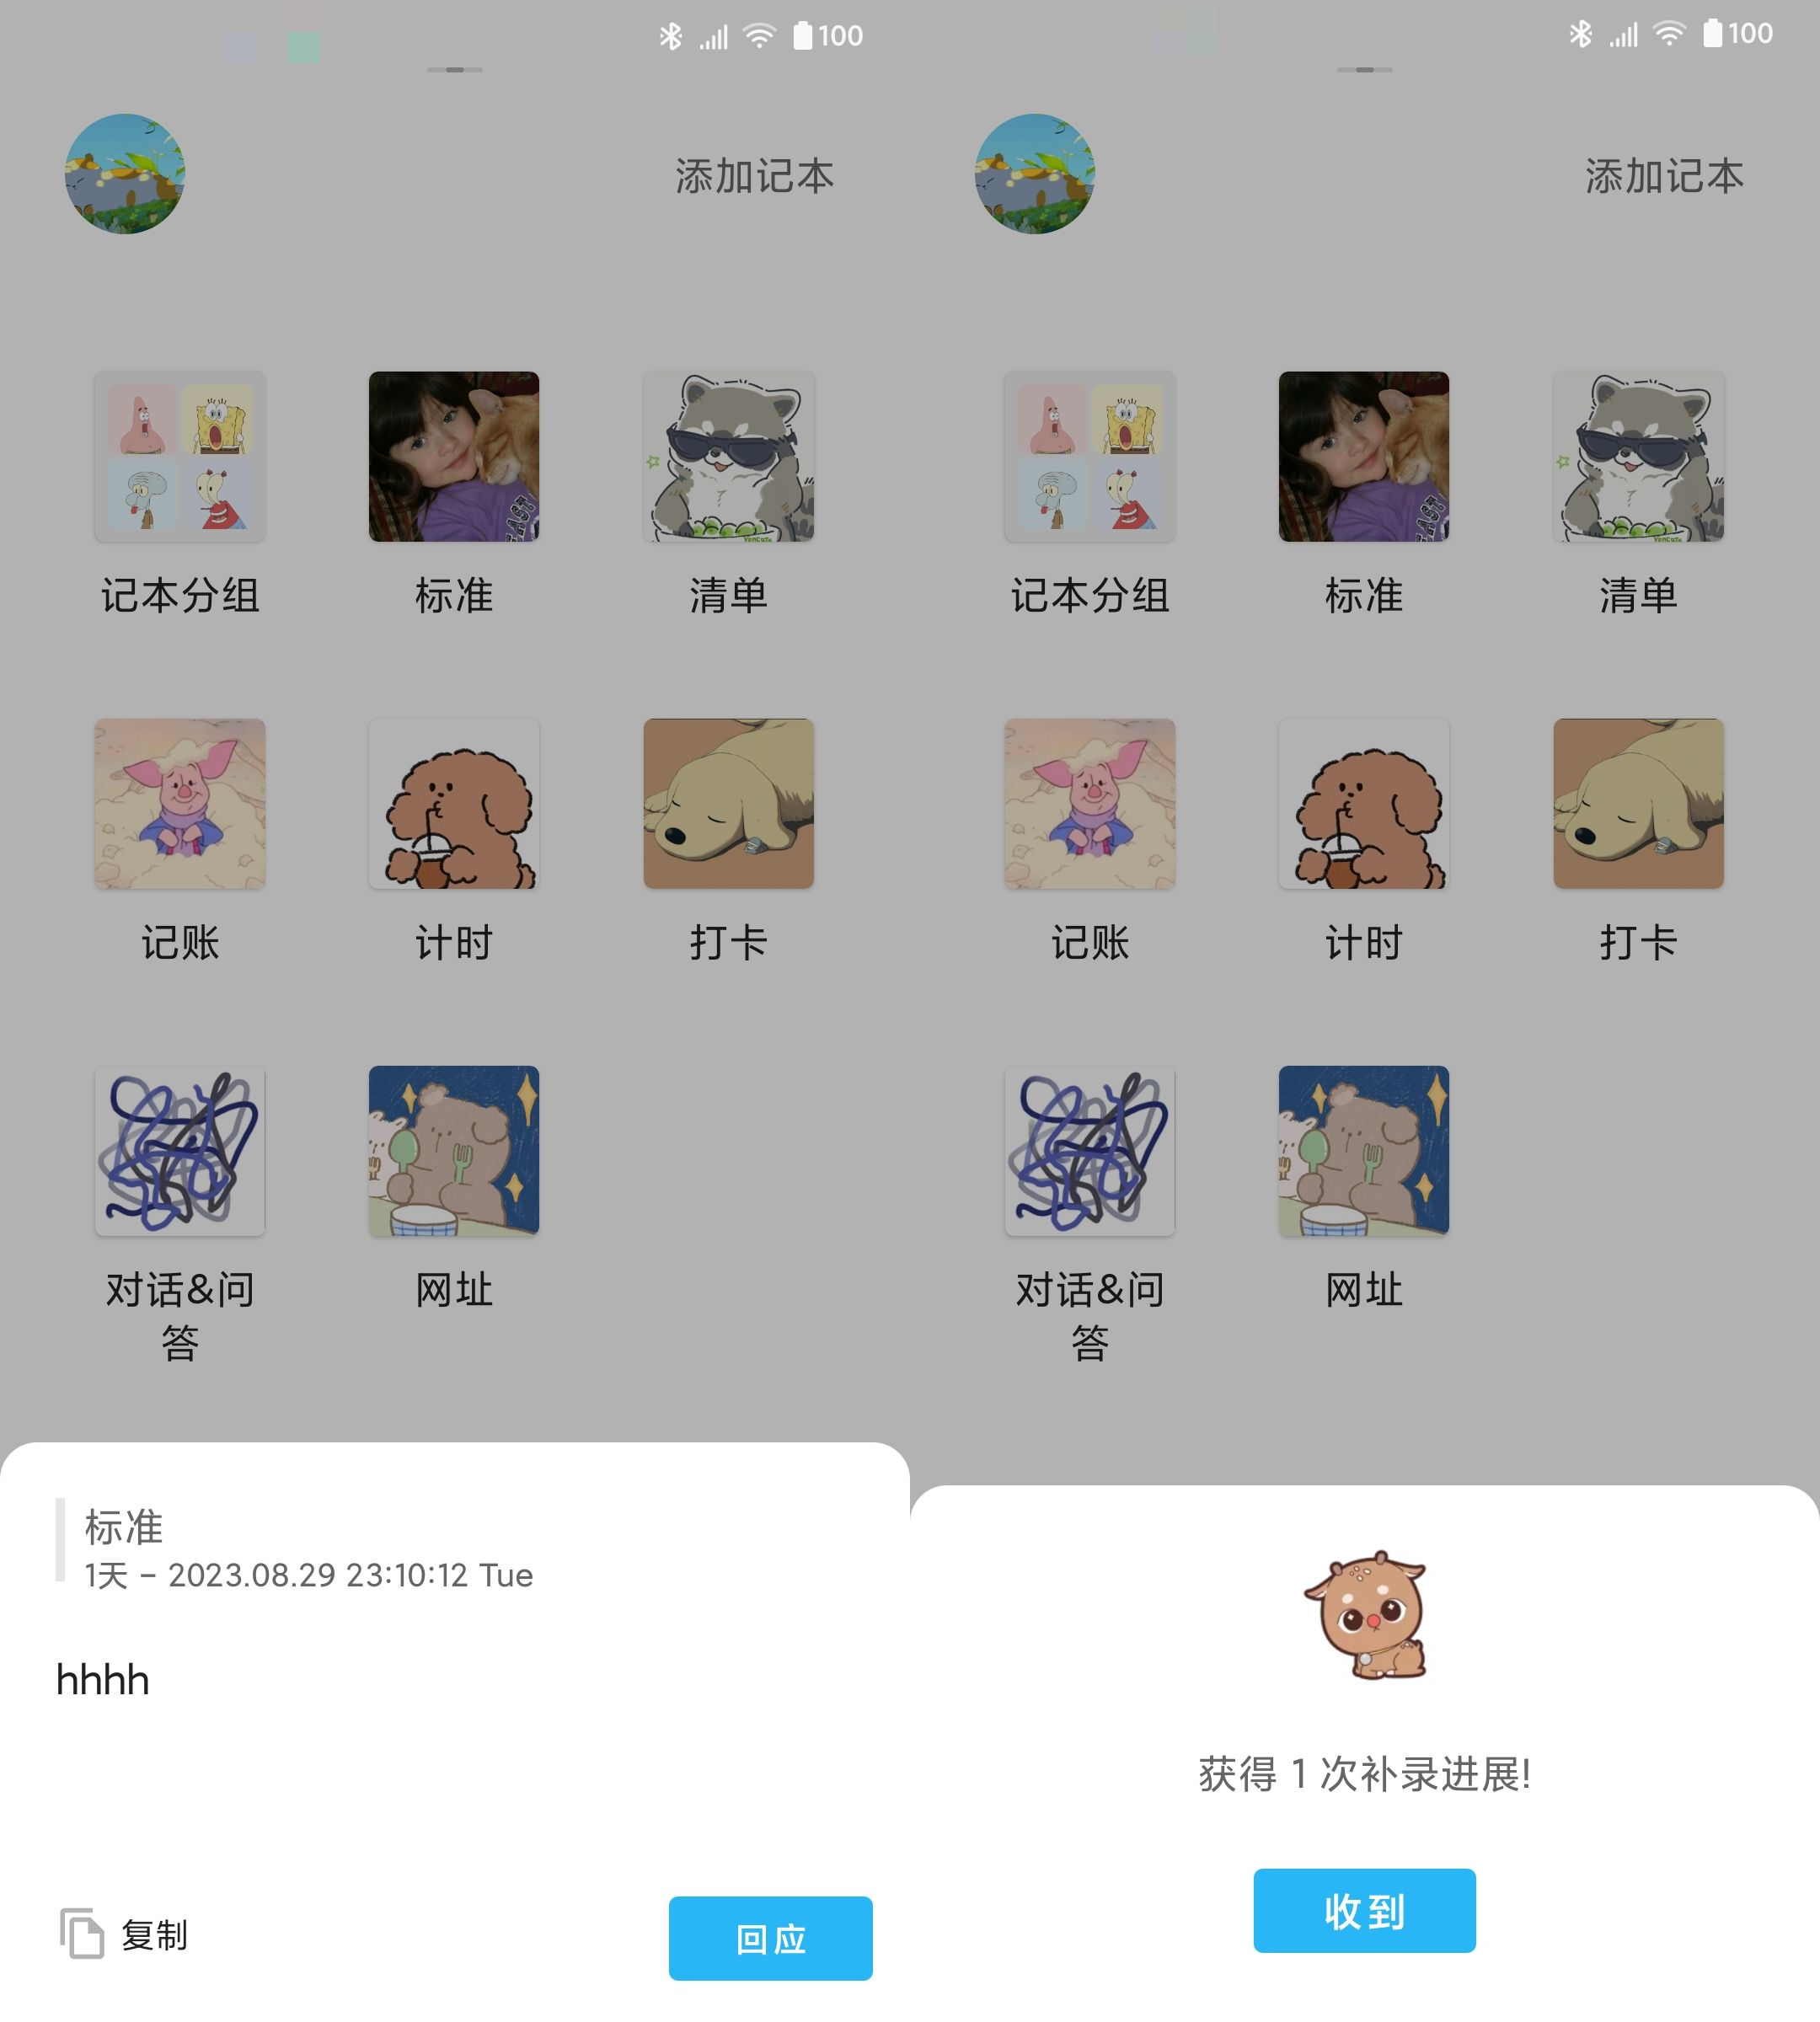 100
添加记本
记本分组
标准
清单
记账
计时
打卡
对话&问
答
网址
标准
1天 – 2023.08.29 23:10:12 Tue
hhhh
复制
回应
100
添加记本
记本分组
标准
清单
记账
计时
打卡
对话&问
答
网址
获得 1 次补录进展!
收到